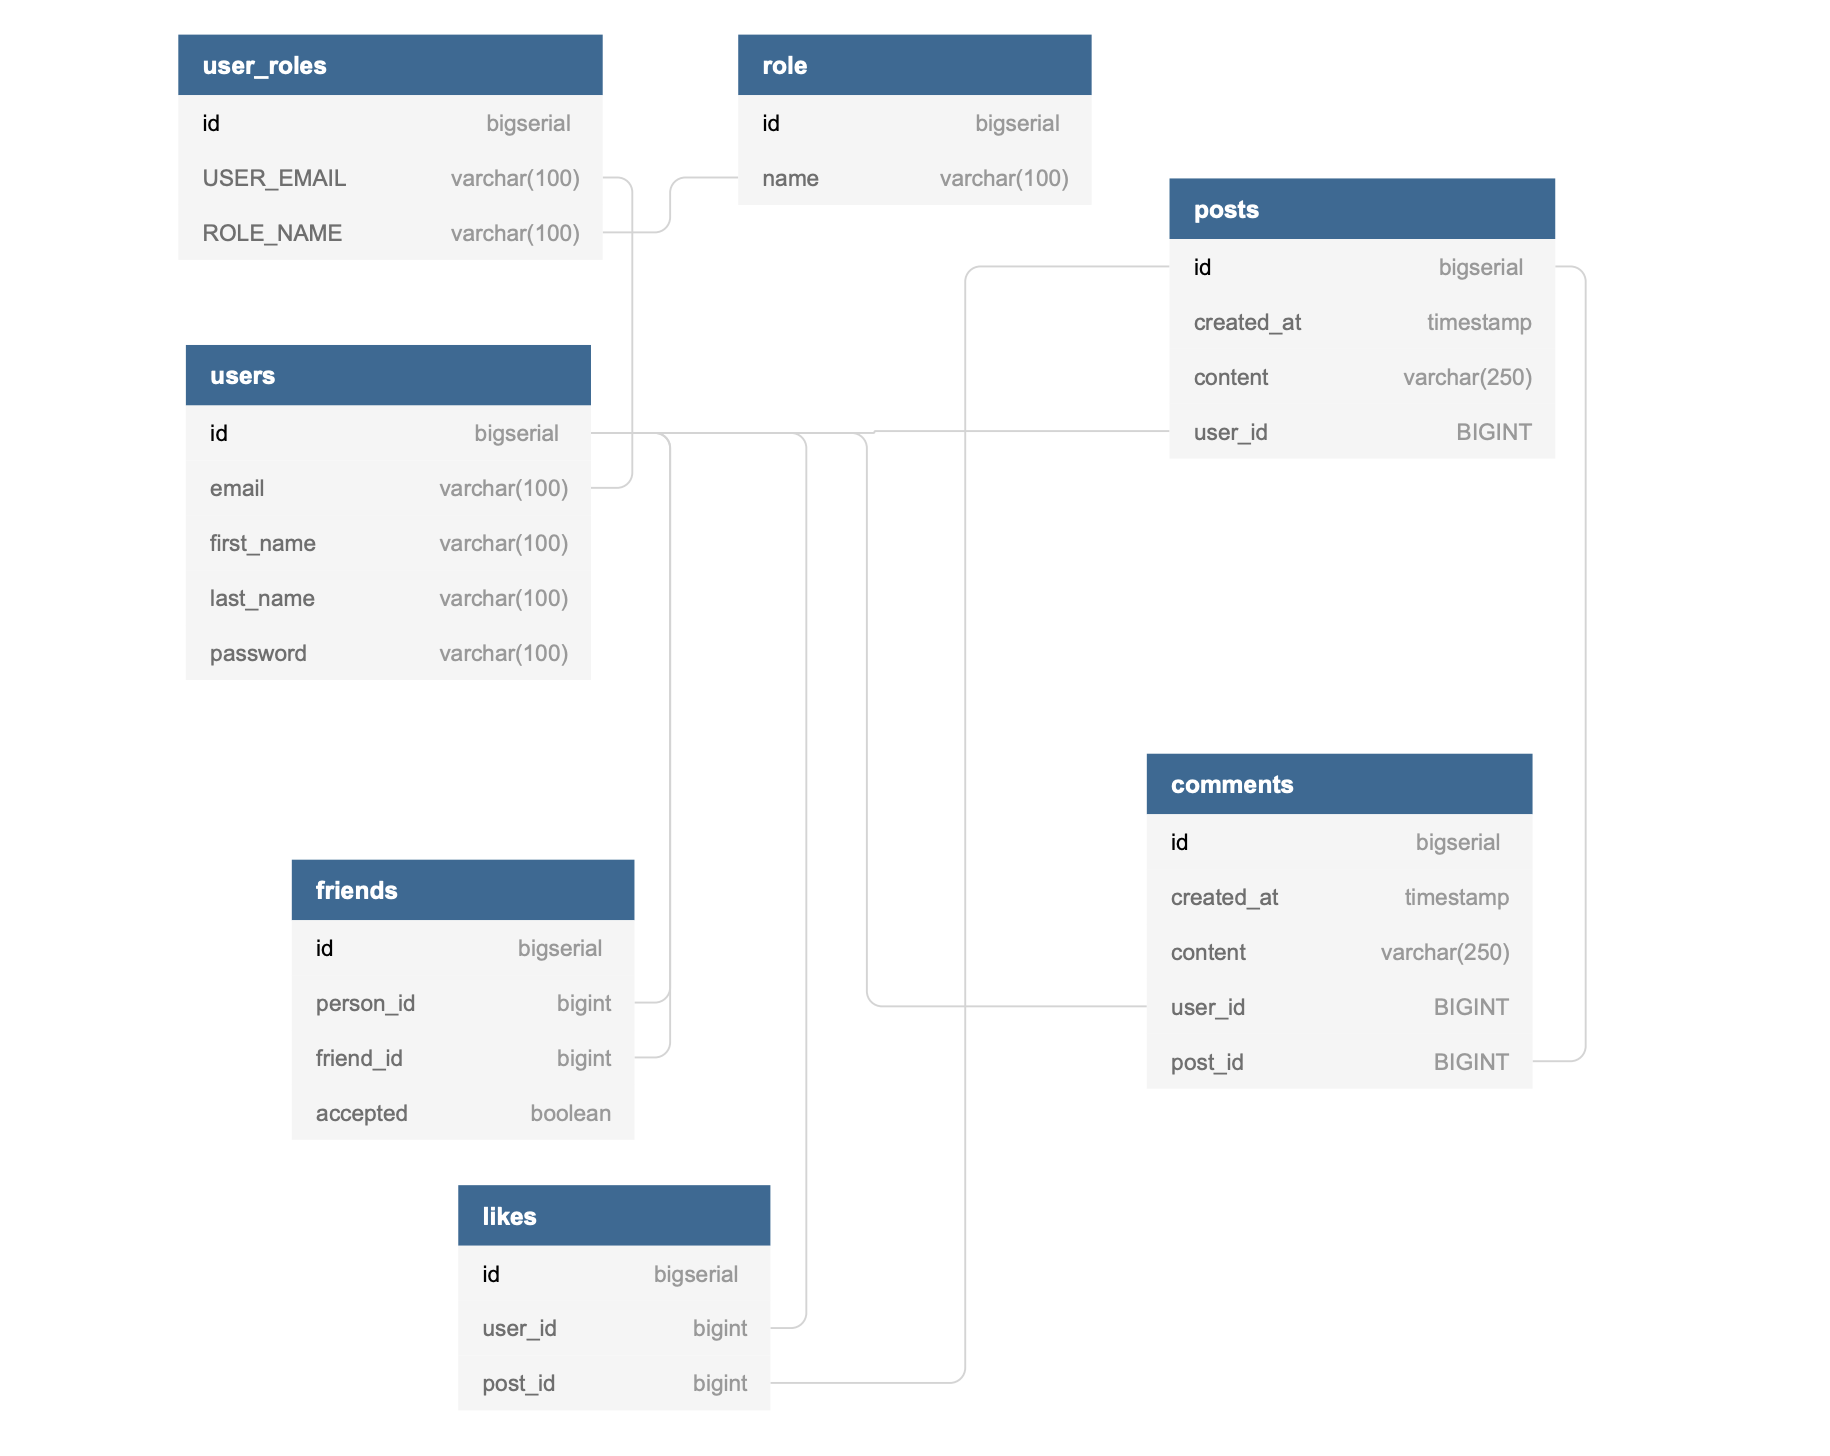 user_roles
id bigserial
USER_EMAIL varchar(100)
ROLE_NAME varchar(100)
role
id bigserial
name varchar(100)
posts
id bigserial
created_at timestamp
content varchar(250)
user_id BIGINT
users
id bigserial
email varchar(100)
first_name varchar(100)
last_name varchar(100)
password varchar(100)
comments
id bigserial
created_at timestamp
content varchar(250)
user_id BIGINT
post_id BIGINT
friends
id bigserial
person_id bigint
friend_id bigint
accepted boolean
likes
id bigserial
user_id bigint
post_id bigint